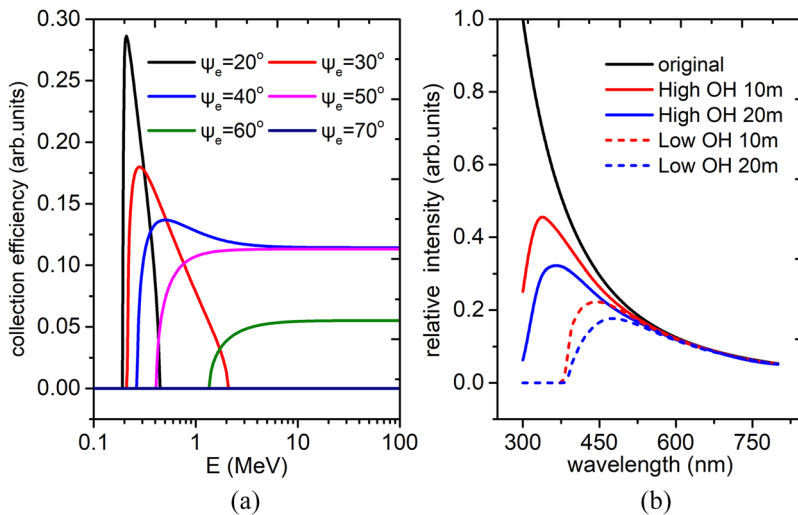 collection efficiency (arb.units)
0.30
0.25
0.20
0.15
0.10
0.05
0.00
ψe=20° ψe=30°
ψe=40° ψe=50°
ψe=60° ψe=70°
0.1 1 10 100
E (MeV)
(a)
relative intensity (arb.units)
1.0
0.8
0.6
0.4
0.2
0.0
original
High OH 10m
High OH 20m
Low OH 10m
Low OH 20m
300 450 600 750
wavelength (nm)
(b)